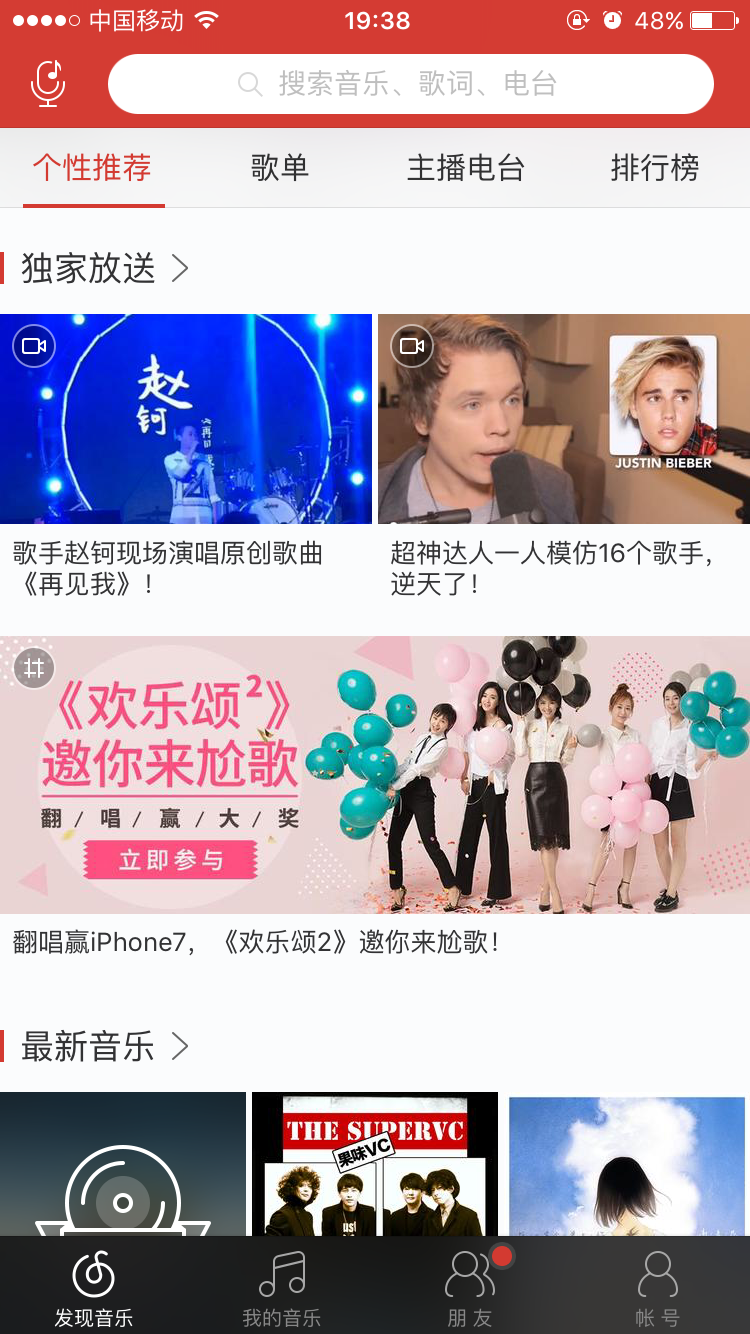 中国移动
19:38
48%
搜索音乐、歌词、电台
个性推荐
歌单
主播电台
排行榜
独家放送
赵钶
《再见我》
JUSTIN BIEBER
歌手赵钶现场演唱原创歌曲
《再见我》！
超神达人一人模仿16个歌手，
逆天了！
《欢乐颂2》
邀你来尬歌
翻 / 唱 / 赢 / 大 / 奖
立即参与
翻唱赢iPhone7，《欢乐颂2》邀你来尬歌！
最新音乐
THE SUPERVC
果味VC
发现音乐
我的音乐
朋友
帐号